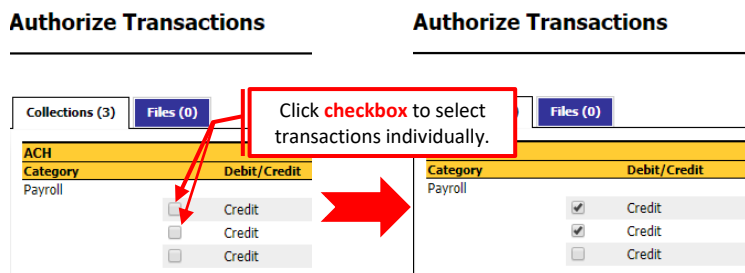 Authorize Transactions
Collections (3) Files (0)
ACH
Category Debit/Credit
Payroll
Credit
Credit
Credit
Click checkbox to select
transactions individually.
Authorize Transactions
) Files (0)
Category Debit/Credit
Payroll
Credit
Credit
Credit